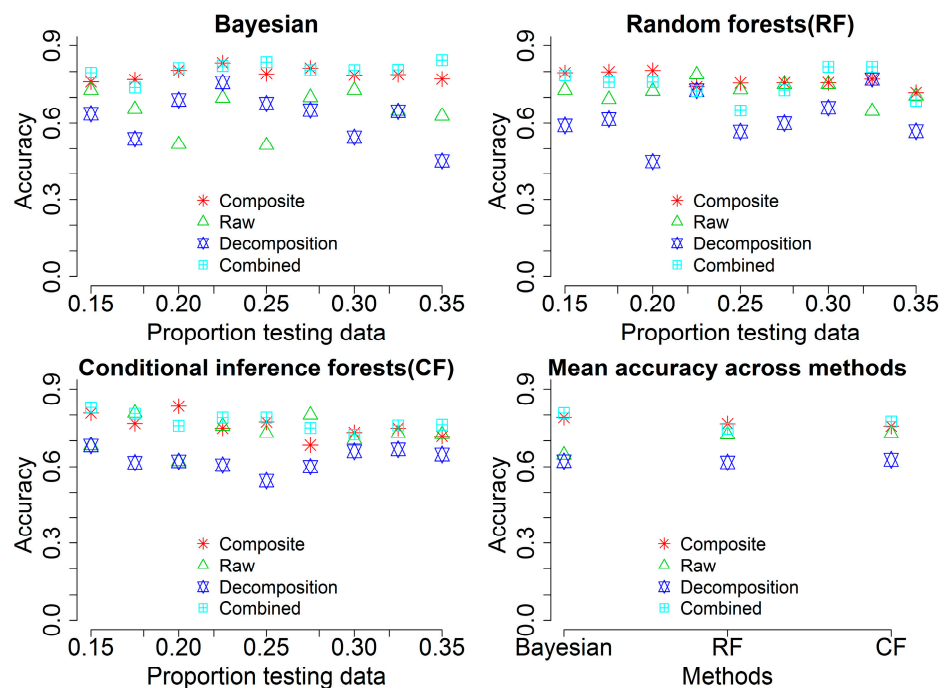 Bayesian
Accuracy
0.0 0.3 0.6 0.9
Composite
Raw
Decomposition
Combined
0.15 0.20 0.25 0.30 0.35
Proportion testing data
Random forests(RF)
Accuracy
0.0 0.3 0.6 0.9
Composite
Raw
Decomposition
Combined
0.15 0.20 0.25 0.30 0.35
Proportion testing data
Conditional inference forests(CF)
Accuracy
0.0 0.3 0.6 0.9
Composite
Raw
Decomposition
Combined
0.15 0.20 0.25 0.30 0.35
Proportion testing data
Mean accuracy across methods
Accuracy
0.0 0.3 0.6 0.9
Composite
Raw
Decomposition
Combined
Bayesian RF CF
Methods